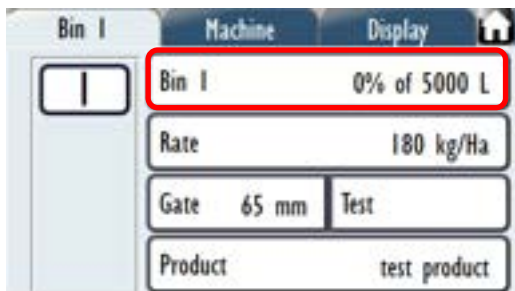 Bin 1 Machine Display
1
Bin 1 0% of 5000 L
Rate 180 kg/Ha
Gate 65 mm Test
Product test product